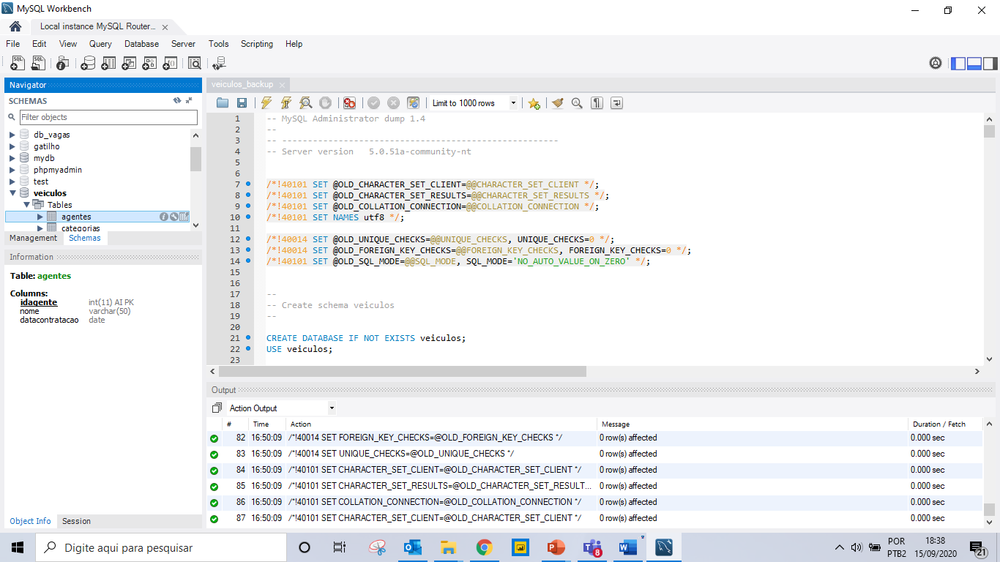 MySQL Workbench
Local instance MySQL Router...
File Edit View Query Database Server Tools Scripting Help
Navigator
SCHEMAS
Filter objects
db_vagas
gatilho
mydb
phpmyadmin
test
veiculos
Tables
agentes
categorias
Management Schemas
Information
Table: agentes
Columns:
idagente int(11) AI PK
nome varchar(50)
datacontratacao date
Object Info Session
veiculos_backup
Limit to 1000 rows
1 -- MySQL Administrator dump 1.4
2 --
3 -- ------------------------------------------------------
4 -- Server version 5.0.51a-community-nt
5
6
7 /*!40101 SET @OLD_CHARACTER_SET_CLIENT=@@CHARACTER_SET_CLIENT */;
8 /*!40101 SET @OLD_CHARACTER_SET_RESULTS=@@CHARACTER_SET_RESULTS */;
9 /*!40101 SET @OLD_COLLATION_CONNECTION=@@COLLATION_CONNECTION */;
10 /*!40101 SET NAMES utf8 */;
11
12 /*!40014 SET @OLD_UNIQUE_CHECKS=@@UNIQUE_CHECKS, UNIQUE_CHECKS=0 */;
13 /*!40014 SET @OLD_FOREIGN_KEY_CHECKS=@@FOREIGN_KEY_CHECKS, FOREIGN_KEY_CHECKS=0 */;
14 /*!40101 SET @OLD_SQL_MODE=@@SQL_MODE, SQL_MODE='NO_AUTO_VALUE_ON_ZERO' */;
15
16
17 --
18 -- Create schema veiculos
19 --
20
21 CREATE DATABASE IF NOT EXISTS veiculos;
22 USE veiculos;
23
Output
Action Output
# Time Action Message Duration / Fetch
82 16:50:09 /*!40014 SET FOREIGN_KEY_CHECKS=@OLD_FOREIGN_KEY_CHECKS */ 0 row(s) affected 0.000 sec
83 16:50:09 /*!40014 SET UNIQUE_CHECKS=@OLD_UNIQUE_CHECKS */ 0 row(s) affected 0.000 sec
84 16:50:09 /*!40101 SET CHARACTER_SET_CLIENT=@OLD_CHARACTER_SET_CLIENT */ 0 row(s) affected 0.000 sec
85 16:50:09 /*!40101 SET CHARACTER_SET_RESULTS=@OLD_CHARACTER_SET_RESULT... 0 row(s) affected 0.000 sec
86 16:50:09 /*!40101 SET COLLATION_CONNECTION=@OLD_COLLATION_CONNECTION */ 0 row(s) affected 0.000 sec
87 16:50:09 /*!40101 SET CHARACTER_SET_CLIENT=@OLD_CHARACTER_SET_CLIENT */ 0 row(s) affected 0.000 sec
Digite aqui para pesquisar
8
POR
PTB2
18:38
15/09/2020
21